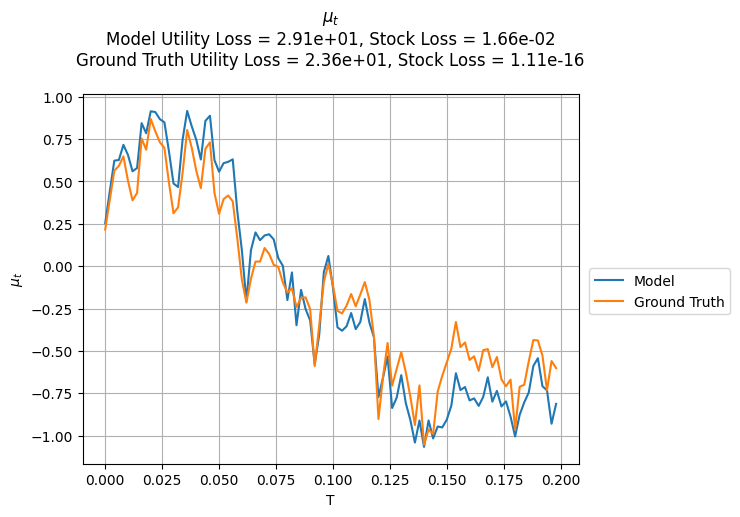 μₜ
Model Utility Loss = 2.91e+01, Stock Loss = 1.66e-02
Ground Truth Utility Loss = 2.36e+01, Stock Loss = 1.11e-16
1.00
0.75
0.50
0.25
0.00
−0.25
−0.50
−0.75
−1.00
μₜ
0.000
0.025
0.050
0.075
0.100
0.125
0.150
0.175
0.200
T
Model
Ground Truth